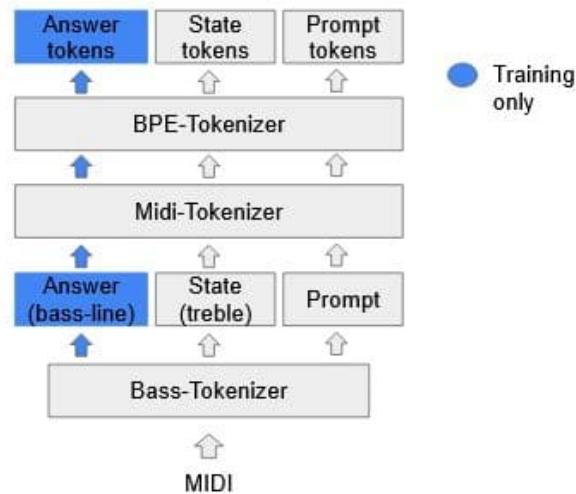 Answer
tokens
State
tokens
Prompt
tokens
Training
only
BPE-Tokenizer
Midi-Tokenizer
Answer
(bass-line)
State
(treble)
Prompt
Bass-Tokenizer
MIDI